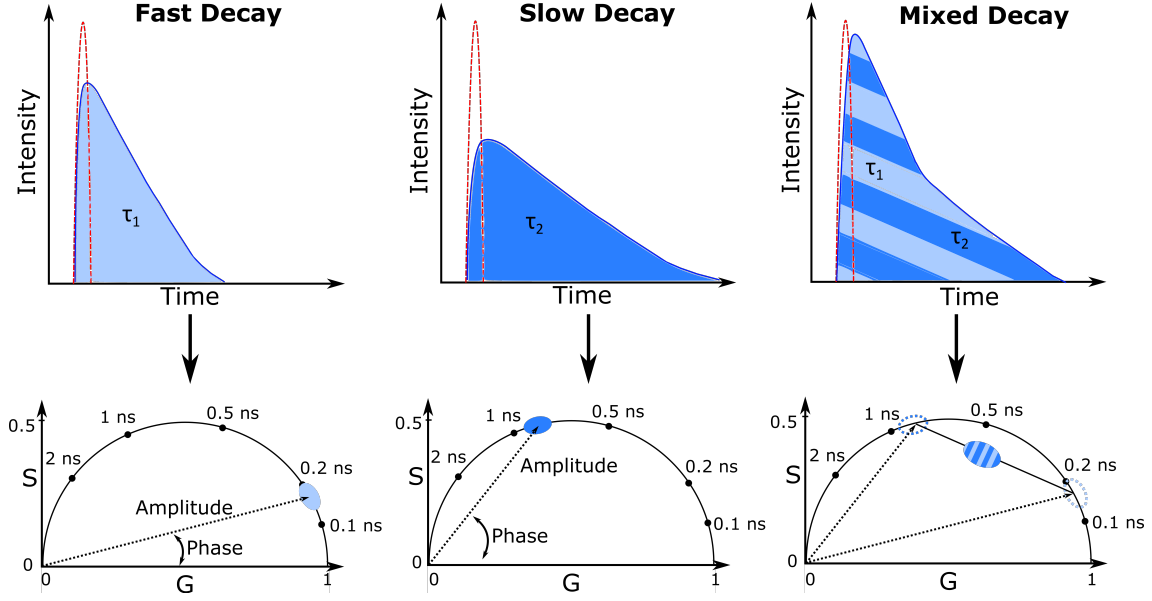 Fast Decay
Intensity
τ1
Time
Slow Decay
Intensity
τ2
Time
Mixed Decay
Intensity
τ1
τ2
Time
0.5
S
0
2 ns
1 ns
0.5 ns
0.2 ns
0.1 ns
Amplitude
Phase
0
G
1
0.5
S
0
2 ns
1 ns
0.5 ns
0.2 ns
0.1 ns
Amplitude
Phase
0
G
1
0.5
S
0
2 ns
1 ns
0.5 ns
0.2 ns
0.1 ns
0
G
1